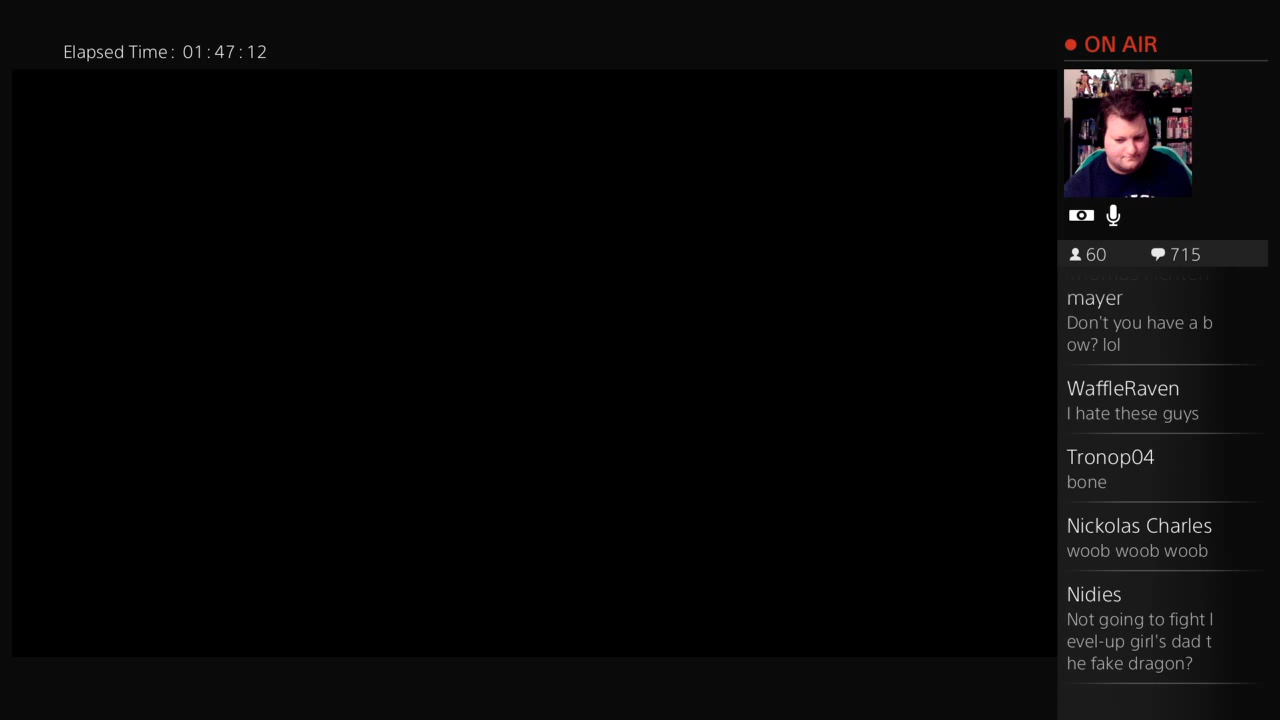 Elapsed Time: 01:47:12
ON AIR
60 715
mayer
Don't you have a b
ow? lol
WaffleRaven
I hate these guys
Tronop04
bone
Nickolas Charles
woob woob woob
Nidies
Not going to fight l
evel-up girl's dad t
he fake dragon?